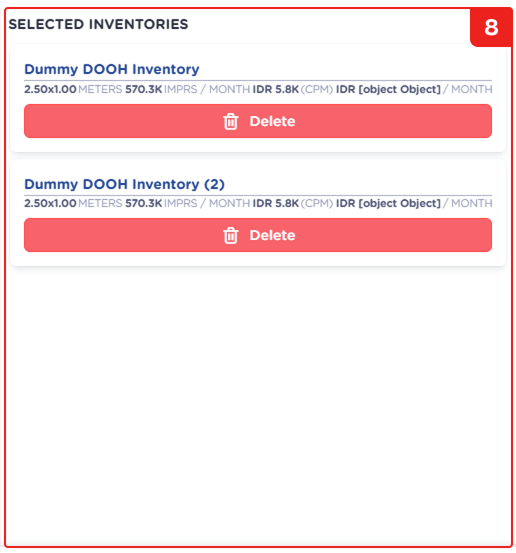 SELECTED INVENTORIES
8
Dummy DOOH Inventory
2.50x1.00 METERS 570.3K IMPRS / MONTH IDR 5.8K (CPM) IDR [object Object] / MONTH
Delete
Dummy DOOH Inventory (2)
2.50x1.00 METERS 570.3K IMPRS / MONTH IDR 5.8K (CPM) IDR [object Object] / MONTH
Delete